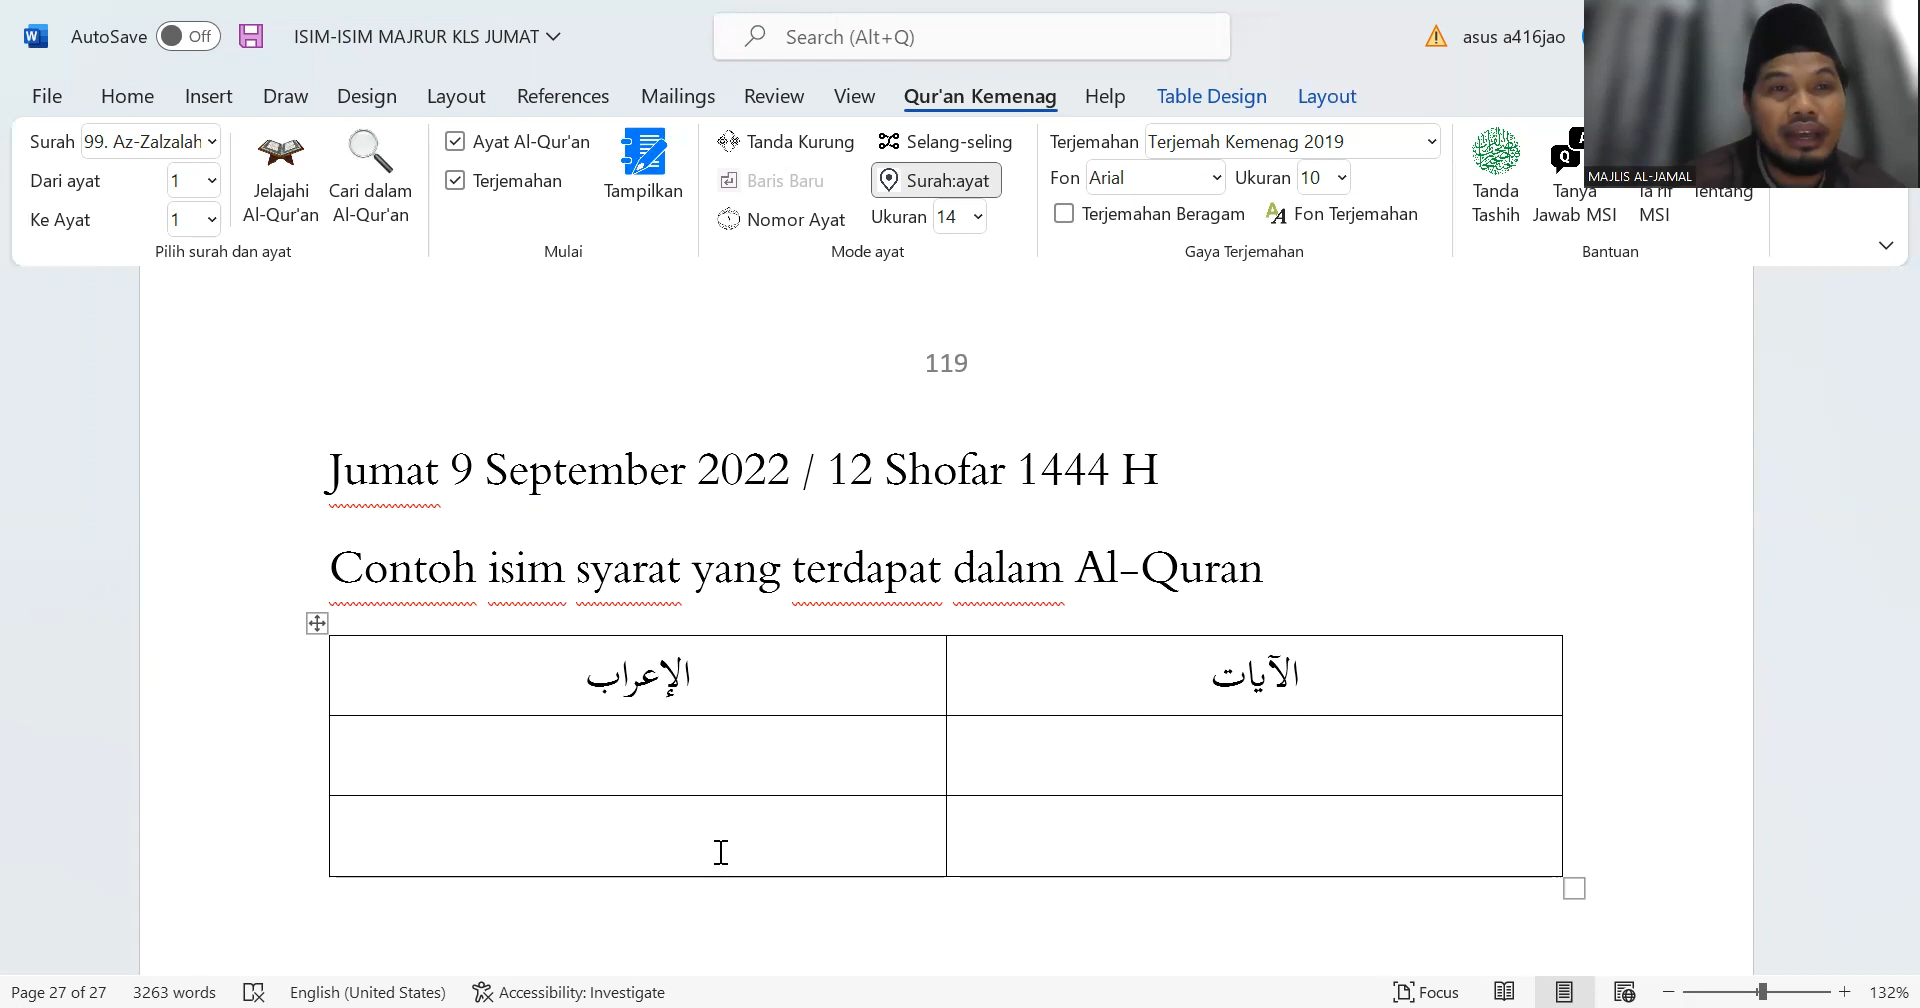 AutoSave Off ISIM-ISIM MAJRUR KLS JUMAT Search (Alt+Q) asus a416jao
File Home Insert Draw Design Layout References Mailings Review View Qur'an Kemenag Help Table Design Layout
Surah 99. Az-Zalzalah
Dari ayat 1
Ke Ayat 1
Jelajahi Al-Qur'an
Cari dalam Al-Qur'an
Pilih surah dan ayat
Ayat Al-Qur'an
Terjemahan
Tampilkan
Mulai
Tanda Kurung Selang-seling
Baris Baru Surah:ayat
Nomor Ayat Ukuran 14
Mode ayat
Terjemahan Terjemah Kemenag 2019
Fon Arial Ukuran 10
Terjemahan Beragam Fon Terjemahan
Gaya Terjemahan
Tanda Tashih
Tanya Jawab MSI
MSI
Tentang
Bantuan
MAJLIS AL-JAMAL
119
Jumat 9 September 2022 / 12 Shofar 1444 H
Contoh isim syarat yang terdapat dalam Al-Quran
الآيات
الإعراب
Page 27 of 27 3263 words English (United States) Accessibility: Investigate Focus 132%